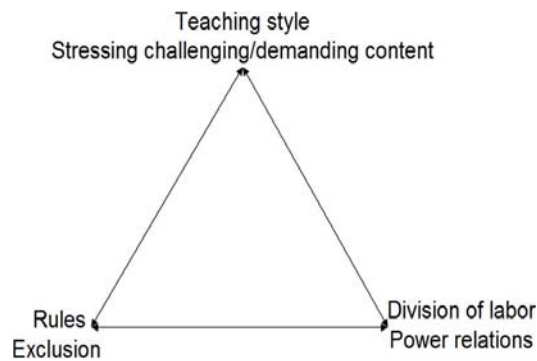 Teaching style
Stressing challenging/demanding content
Rules
Exclusion
Division of labor
Power relations